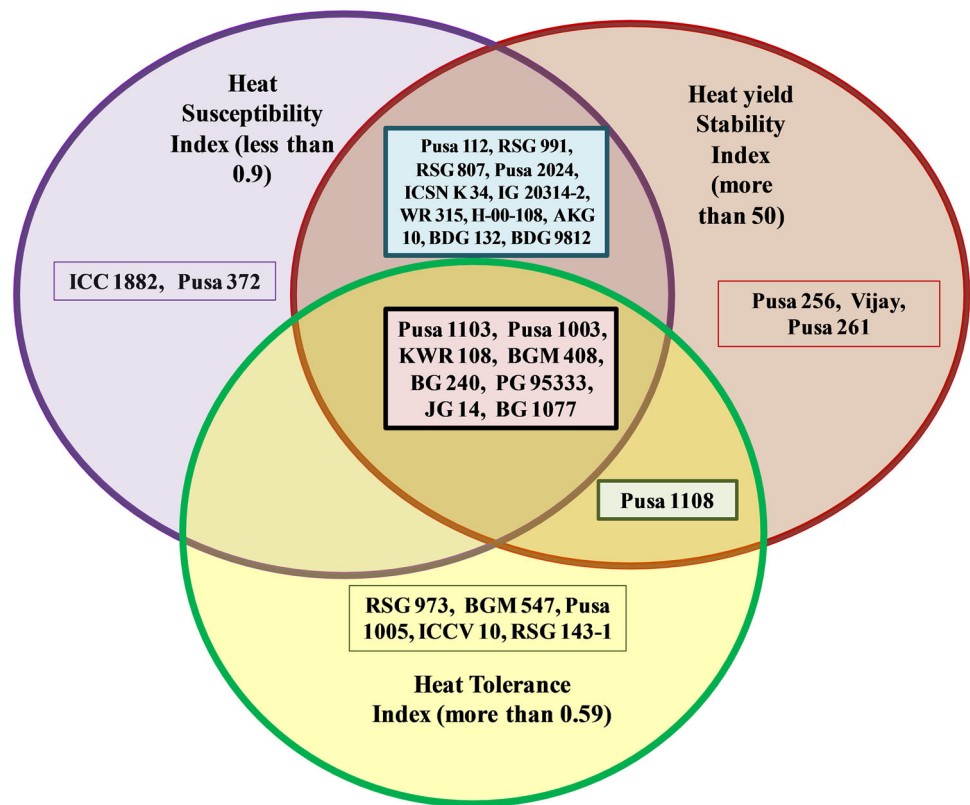 Heat
Susceptibility
Index (less than
0.9)
Heat yield
Stability
Index
(more
than 50)
Pusa 112, RSG 991,
RSG 807, Pusa 2024,
ICSN K 34, IG 20314-2,
WR 315, H-00-108, AKG
10, BDG 132, BDG 9812
ICC 1882, Pusa 372
Pusa 256, Vijay,
Pusa 261
Pusa 1103, Pusa 1003,
KWR 108, BGM 408,
BG 240, PG 95333,
JG 14, BG 1077
Pusa 1108
RSG 973, BGM 547, Pusa
1005, ICCV 10, RSG 143-1
Heat Tolerance
Index (more than 0.59)